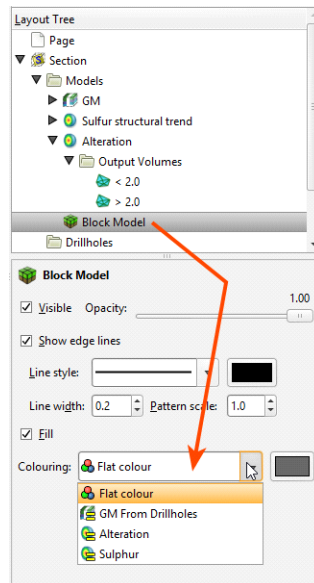 Layout Tree
Page
Section
Models
GM
Sulfur structural trend
Alteration
Output Volumes
< 2.0
> 2.0
Block Model
Drillholes
Block Model
Visible Opacity: 1.00
Show edge lines
Line style:
Line width: 0.2 Pattern scale: 1.0
Fill
Colouring: Flat colour
Flat colour
GM From Drillholes
Alteration
Sulphur